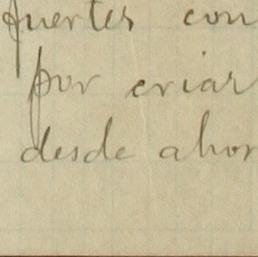 fuertes con
por criar
desde ahor